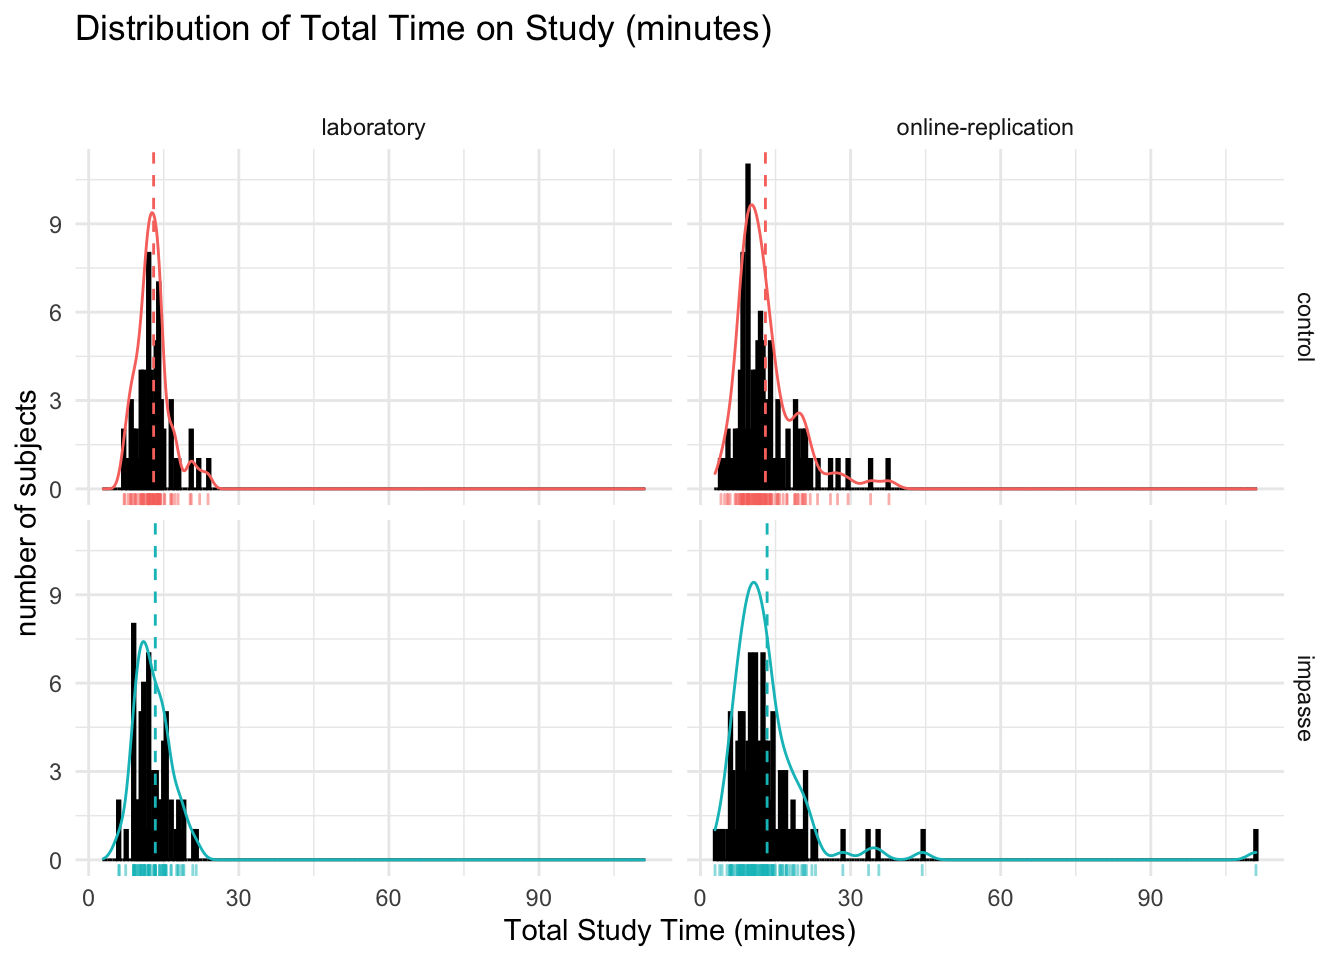 Distribution of Total Time on Study (minutes)
laboratory
online-replication
number of subjects
9
6
3
0
control
9
6
3
0
impasse
0 30 60 90 0 30 60 90
Total Study Time (minutes)